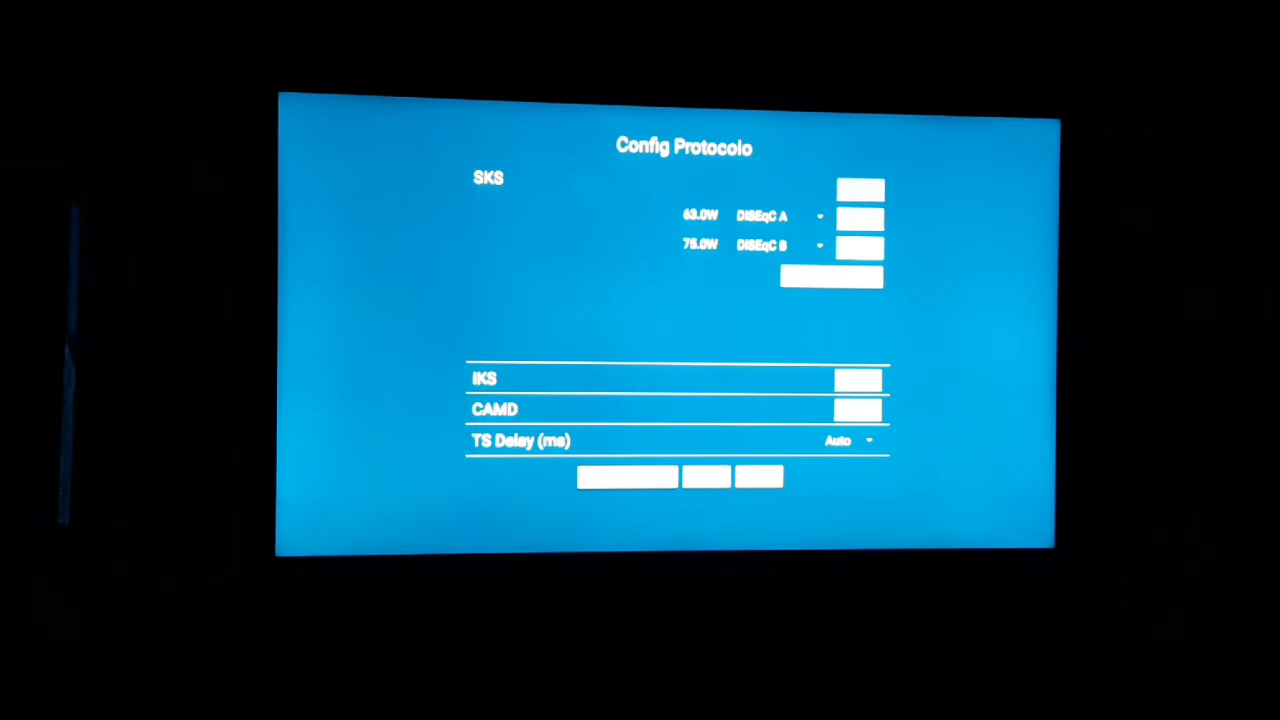 Config Protocolo
SKS
63.0W DiSEqC A
75.0W DiSEqC B
IKS
CAMD
TS Delay (ms) Auto